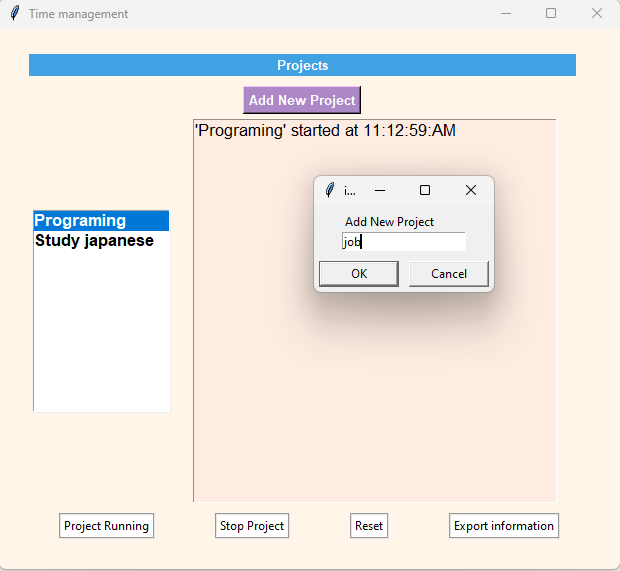 Time management
Projects
Add New Project
'Programing' started at 11:12:59:AM
i...
Add New Project
job
OK
Cancel
Programing
Study japanese
Project Running
Stop Project
Reset
Export information